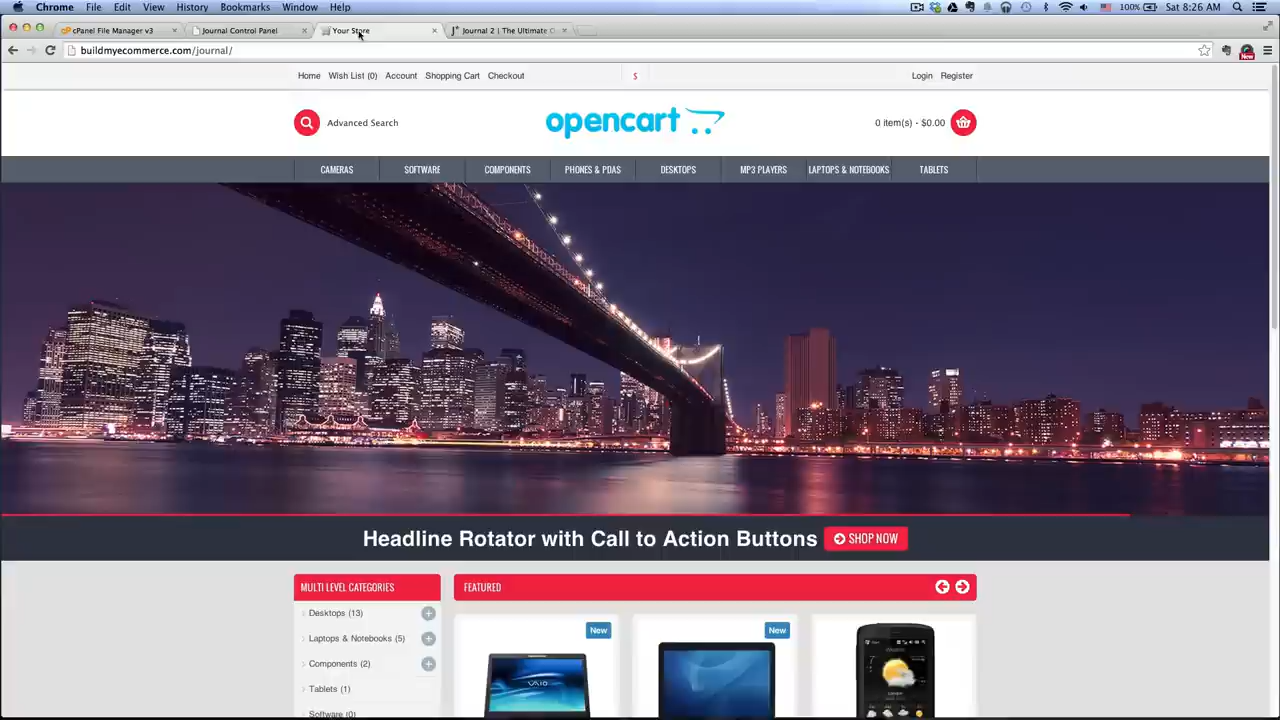 Chrome File Edit View History Bookmarks Window Help 100% Sat 8:26 AM
cPanel File Manager v3 Journal Control Panel Your Store Journal 2 | The Ultimate
buildmyecommerce.com/journal/
New
Home Wish List (0) Account Shopping Cart Checkout $ Login Register
Advanced Search opencart 0 item(s) - $0.00
CAMERAS SOFTWARE COMPONENTS PHONES & PDAS DESKTOPS MP3 PLAYERS LAPTOPS & NOTEBOOKS TABLETS
Headline Rotator with Call to Action Buttons SHOP NOW
MULTI LEVEL CATEGORIES FEATURED
Desktops (13)
New New
Laptops & Notebooks (5)
Components (2)
VAIO
Tablets (1)
Software (0)